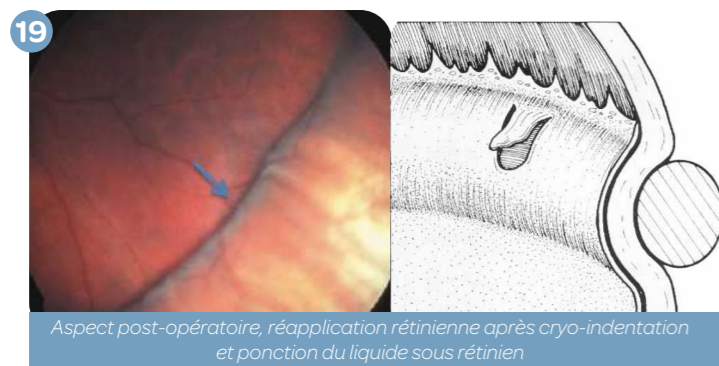 19
Aspect post-opératoire, réapplication rétinienne après cryo-indentation
et ponction du liquide sous rétinien